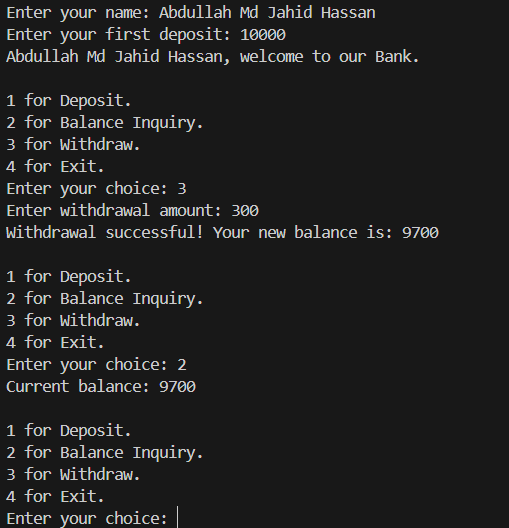 Enter your name: Abdullah Md Jahid Hassan
Enter your first deposit: 10000
Abdullah Md Jahid Hassan, welcome to our Bank.

1 for Deposit.
2 for Balance Inquiry.
3 for Withdraw.
4 for Exit.
Enter your choice: 3
Enter withdrawal amount: 300
Withdrawal successful! Your new balance is: 9700

1 for Deposit.
2 for Balance Inquiry.
3 for Withdraw.
4 for Exit.
Enter your choice: 2
Current balance: 9700

1 for Deposit.
2 for Balance Inquiry.
3 for Withdraw.
4 for Exit.
Enter your choice: